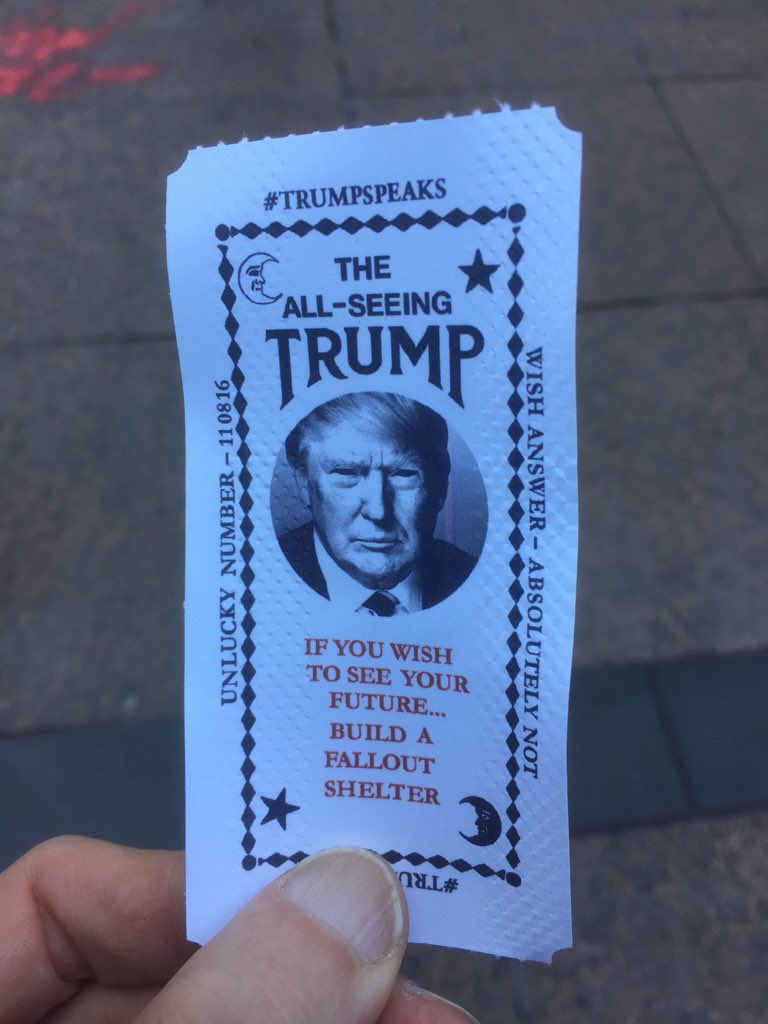 #TRUMPSPEAKS
THE
ALL-SEEING
TRUMP
UNLUCKY NUMBER – 110816
WISH ANSWER – ABSOLUTELY NOT
IF YOU WISH
TO SEE YOUR
FUTURE...
BUILD A
FALLOUT
SHELTER
#TRU